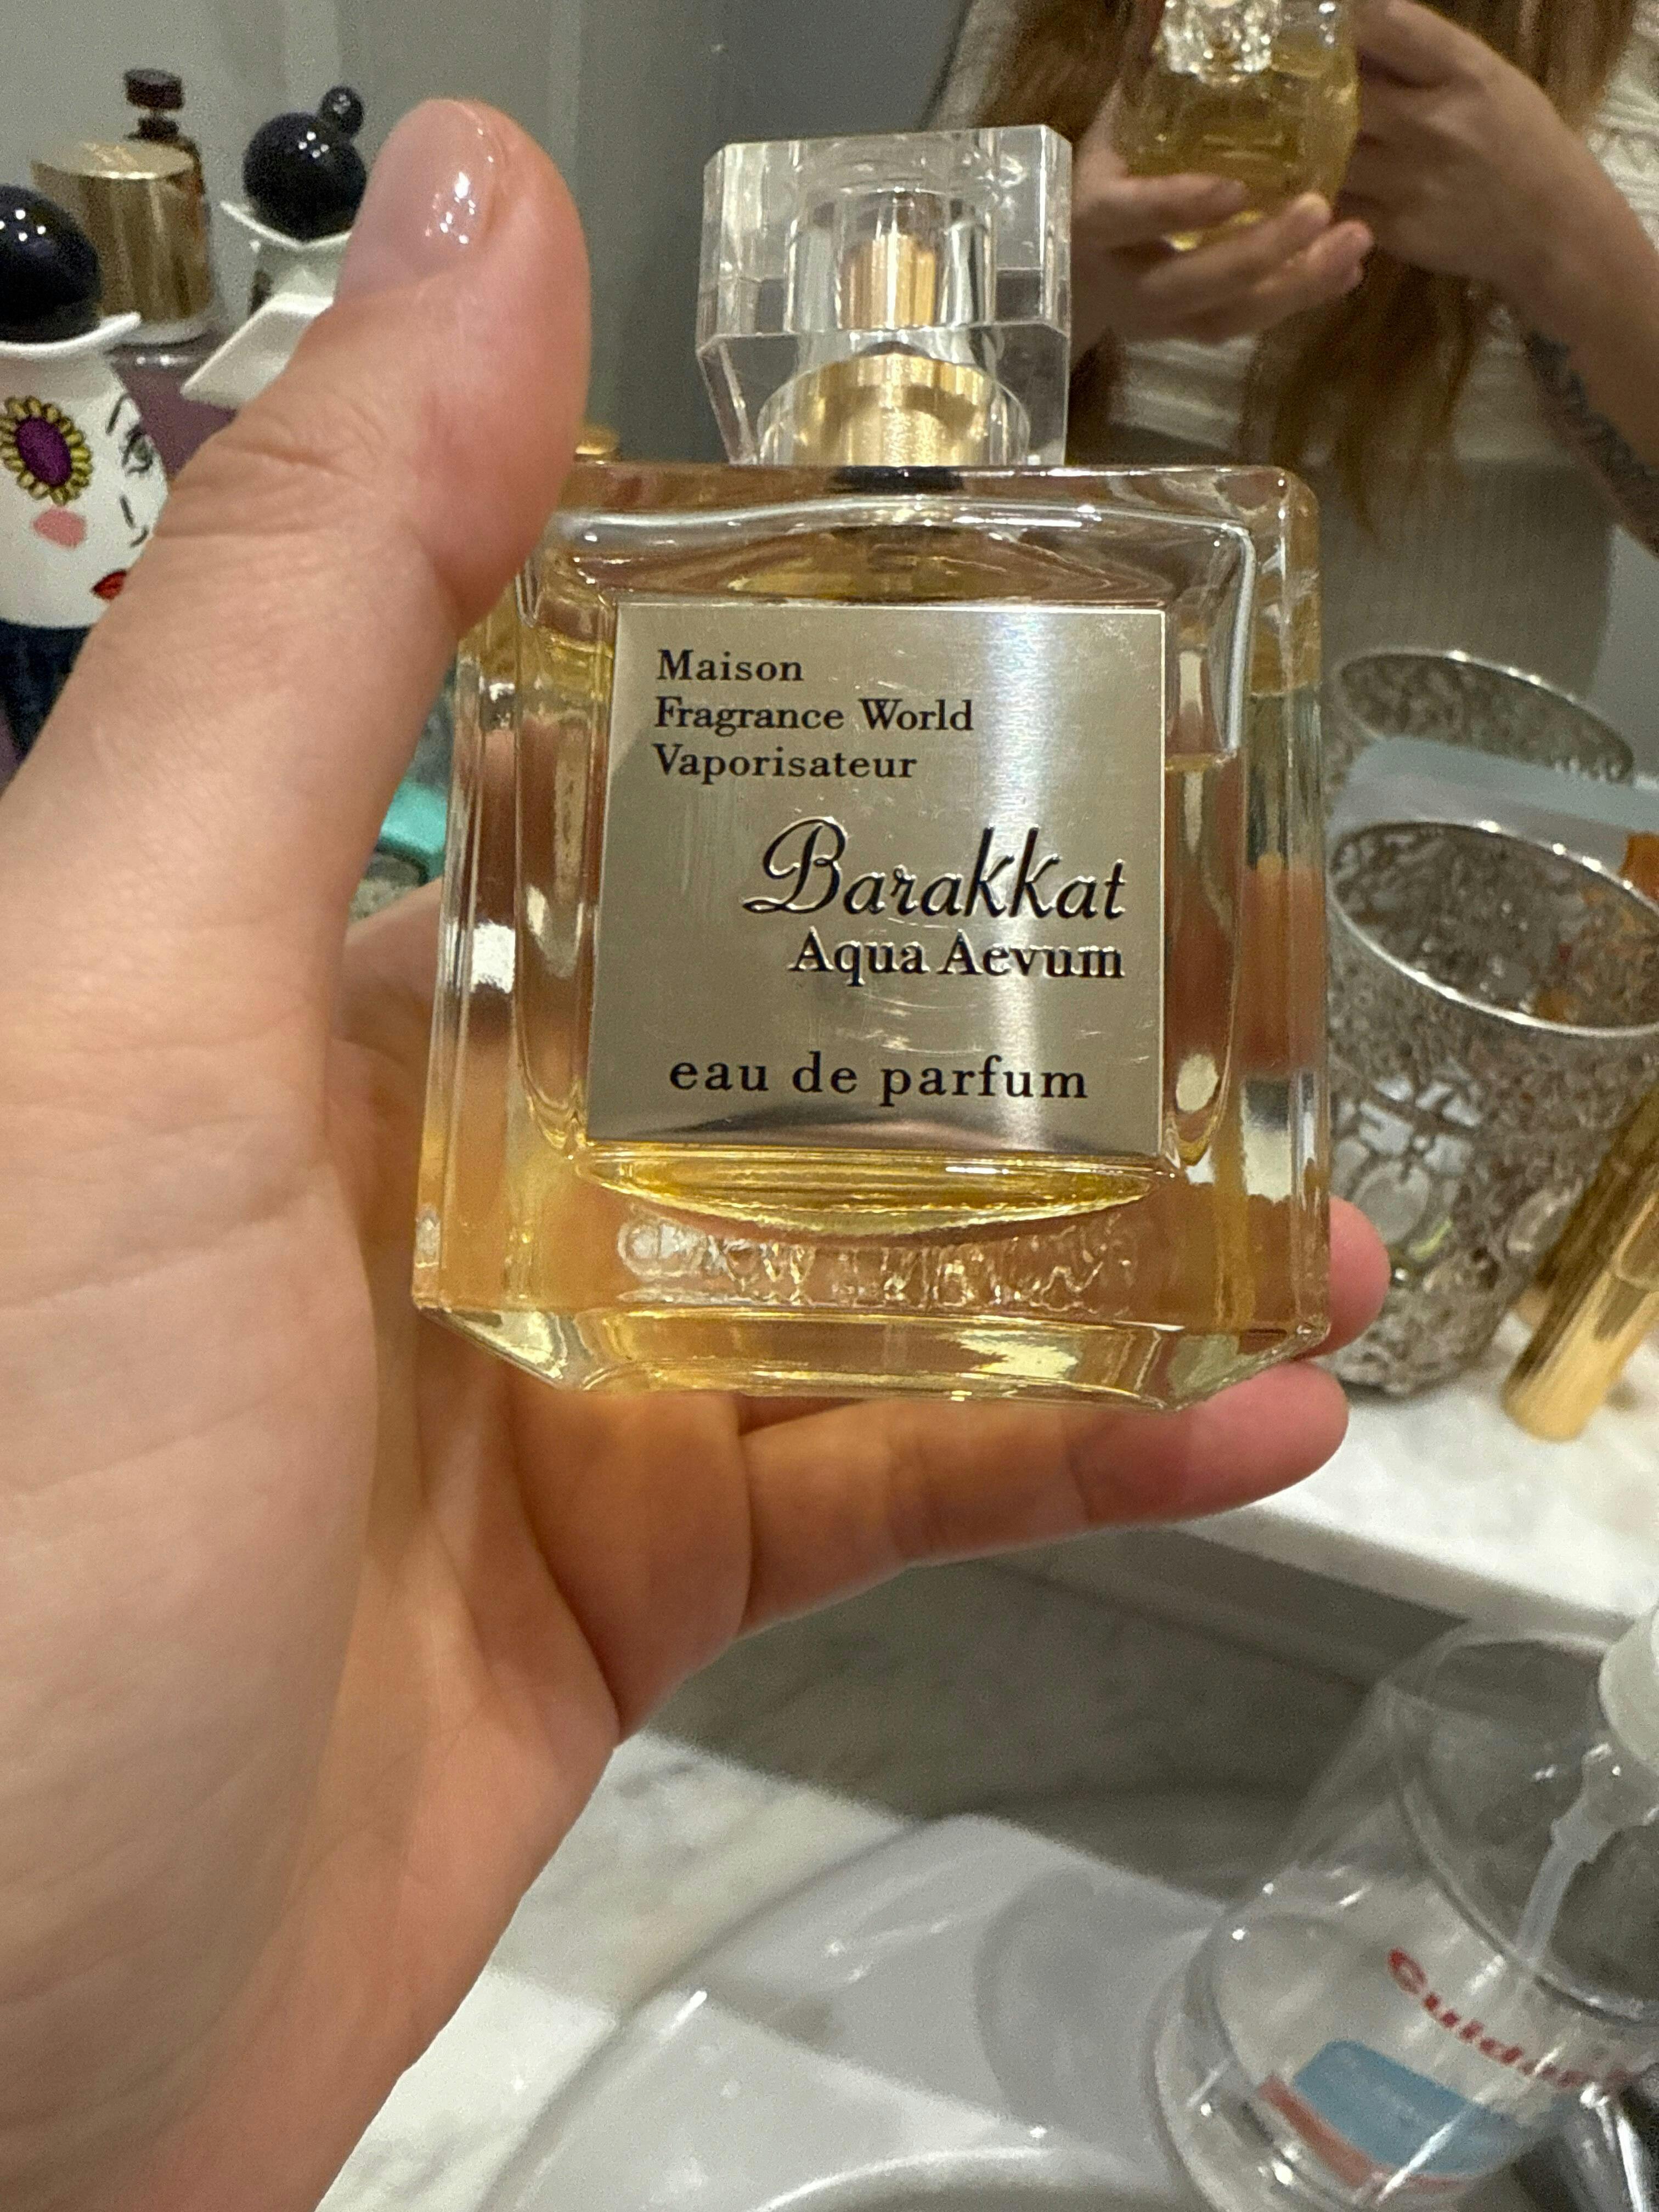 Maison
Fragrance World
Vaporisateur
Barakkat
Aqua Aevum
eau de parfum